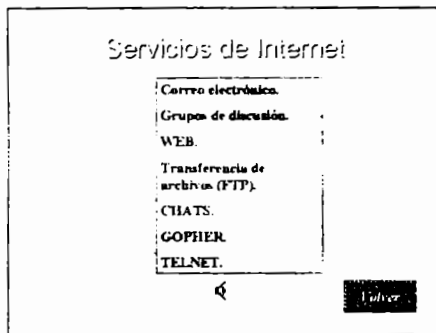 Servicios de Internet
Correo electrónico.
Grupos de discusión.
WEB.
Transferencia de
archivos (FTP).
CHATS.
GOPHER.
TELNET.
Volver